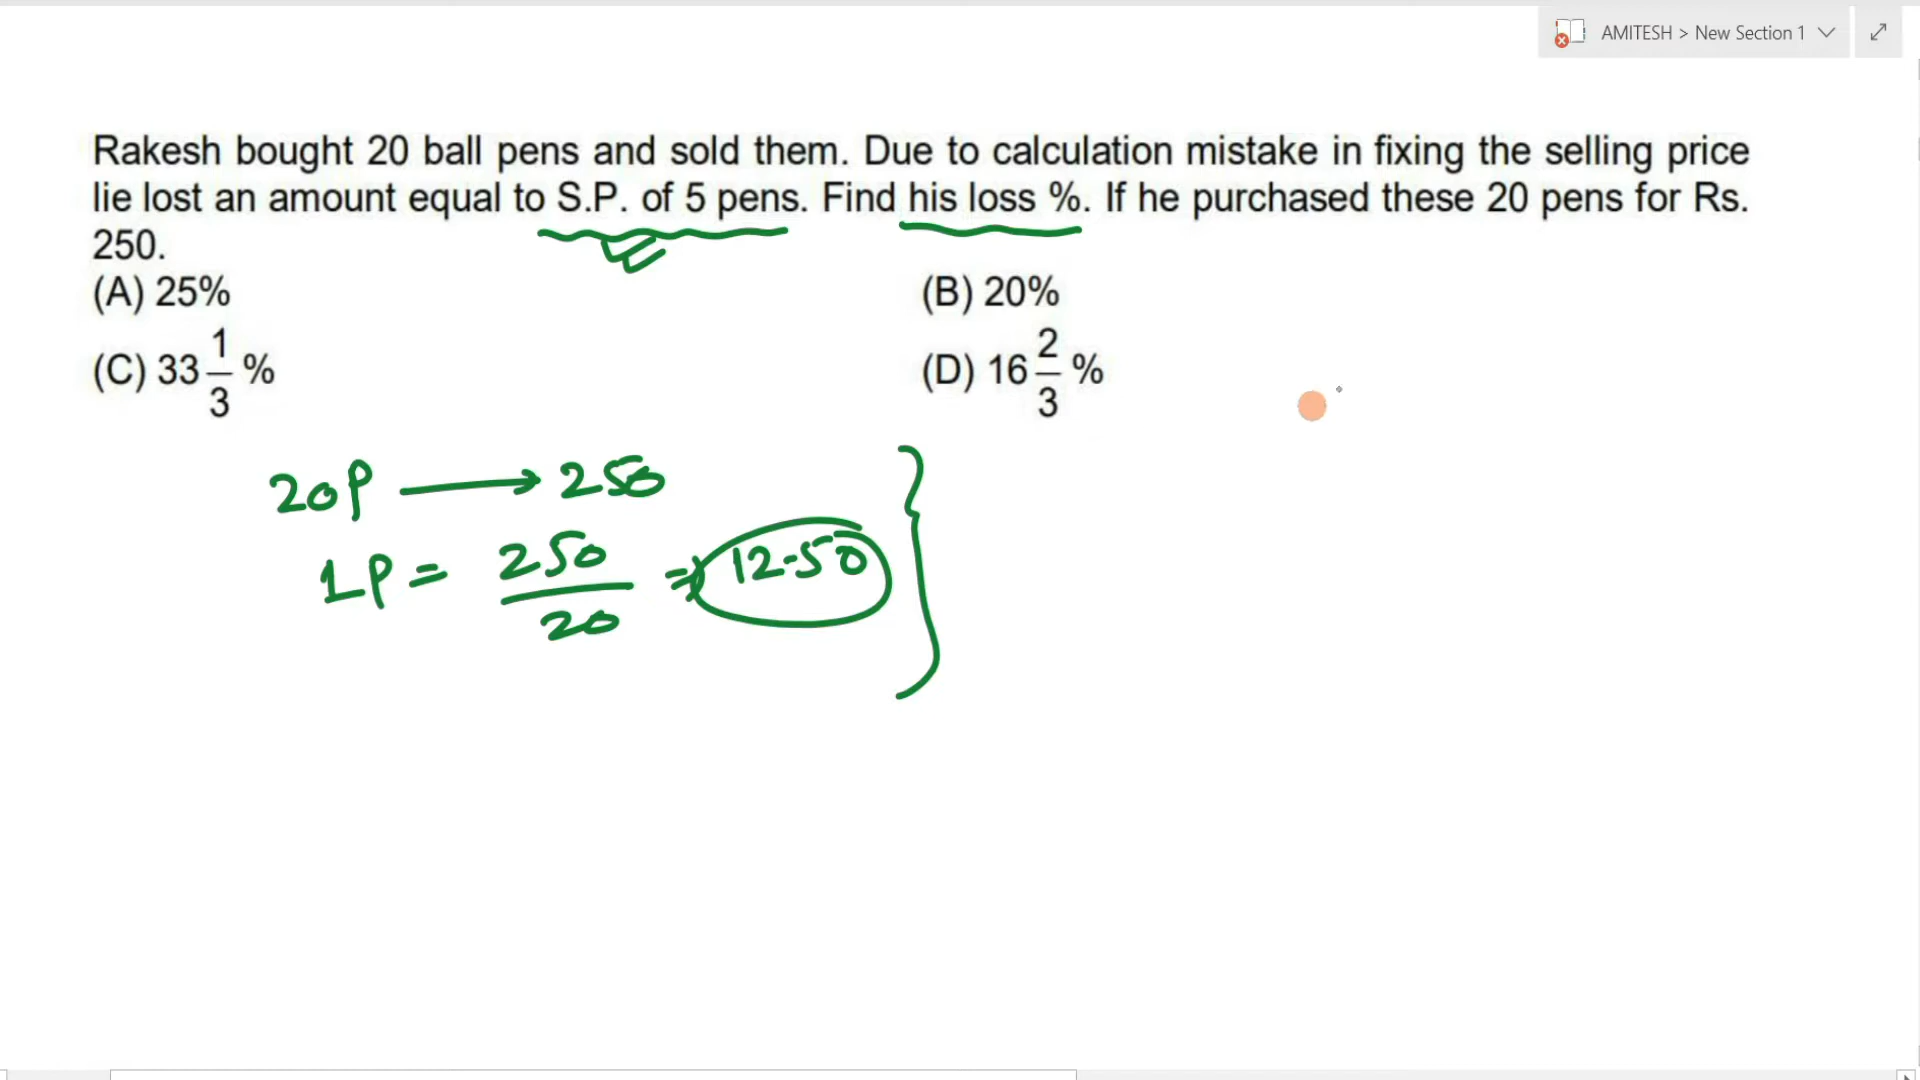 AMITESH > New Section 1
Rakesh bought 20 ball pens and sold them. Due to calculation mistake in fixing the selling price
lie lost an amount equal to S.P. of 5 pens. Find his loss %. If he purchased these 20 pens for Rs.
250.
(A) 25% (B) 20%
(C) 33 1/3 % (D) 16 2/3 %
20P → 250
1P = 250/20 ⇒ 12-50